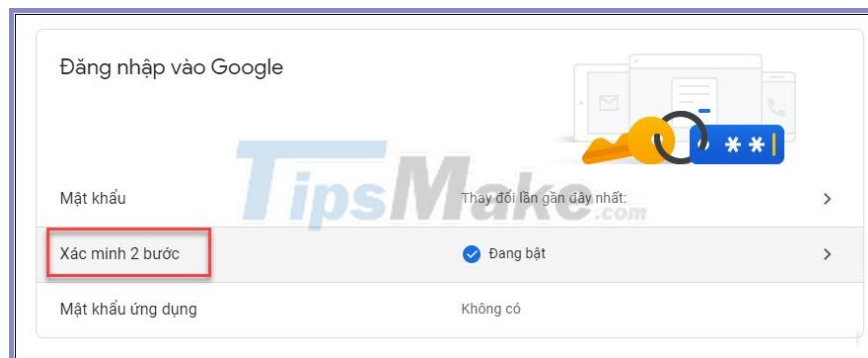 Đăng nhập vào Google
**
TipsMake.com
Mật khẩu Thay đổi lần gần đây nhất:
Xác minh 2 bước Đang bật
Mật khẩu ứng dụng Không có